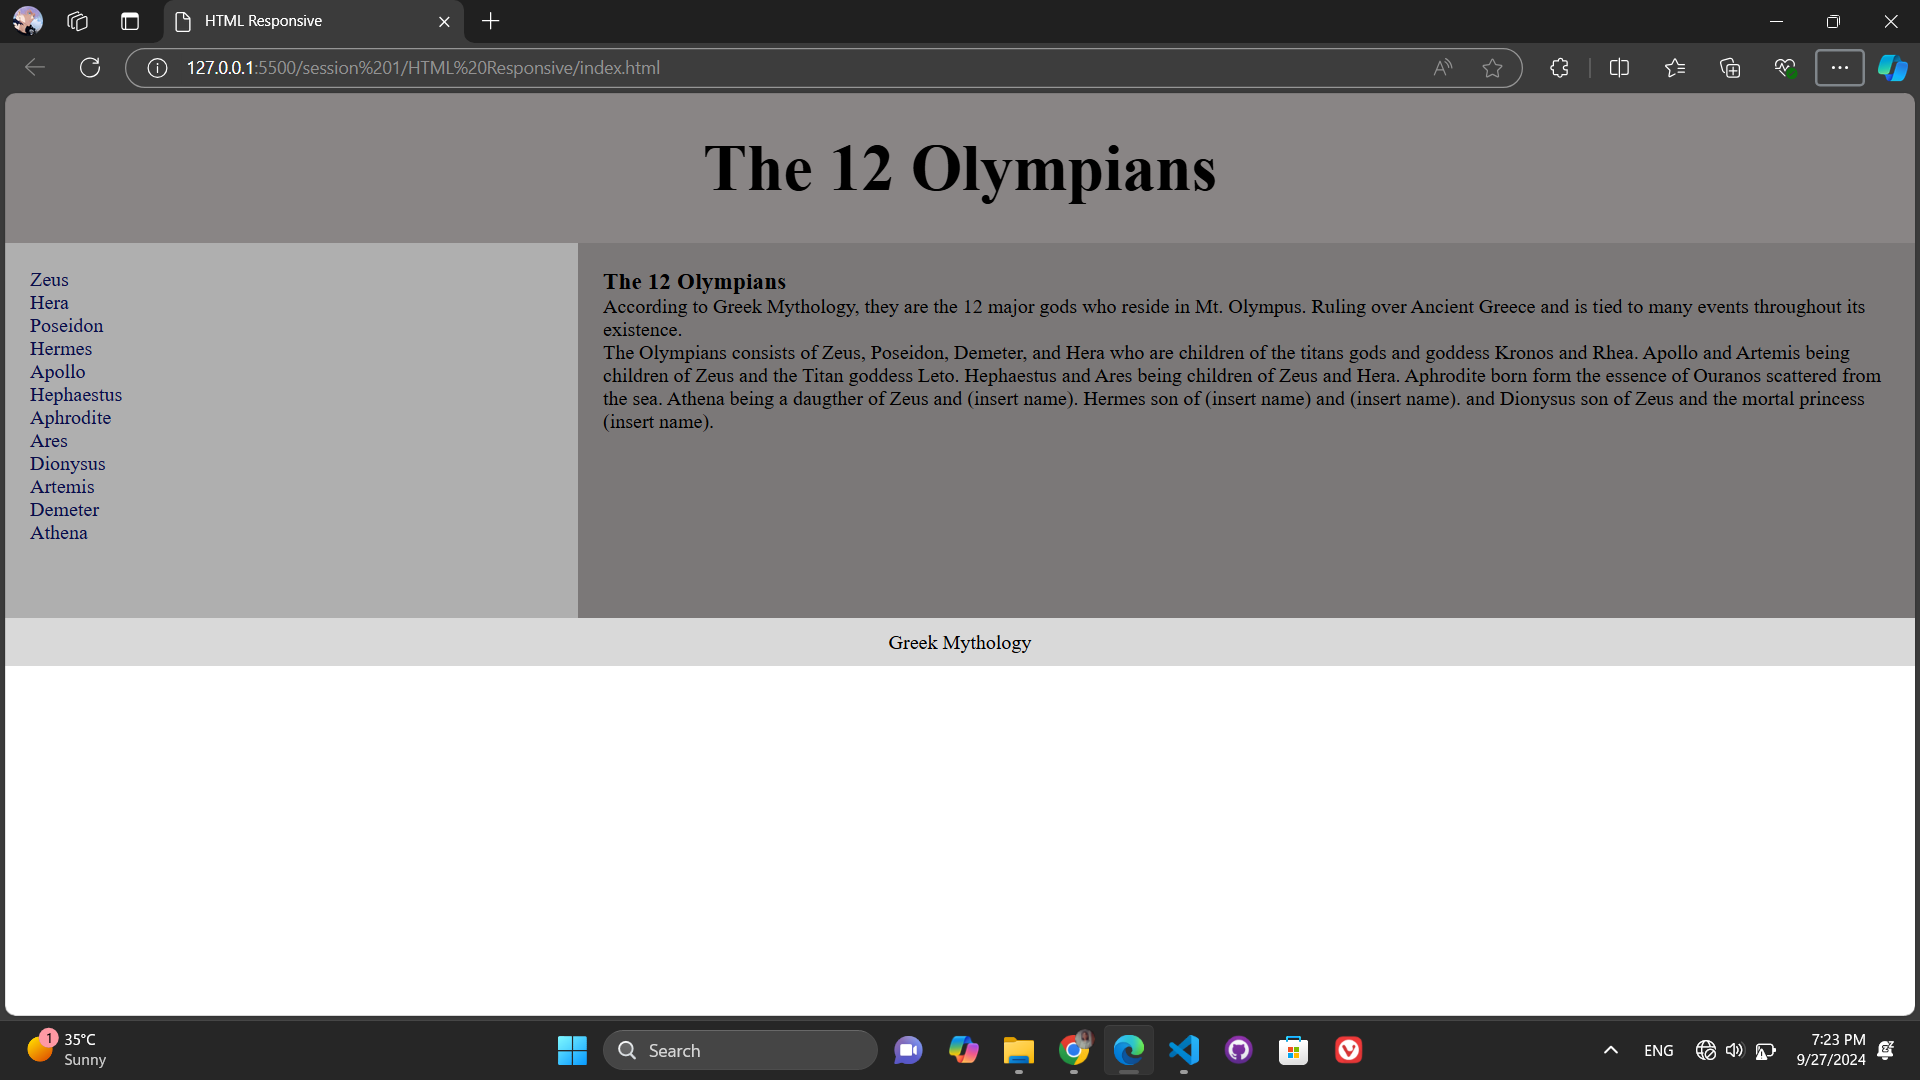 HTML Responsive
127.0.0.1:5500/session%201/HTML%20Responsive/index.html
The 12 Olympians
Zeus
Hera
Poseidon
Hermes
Apollo
Hephaestus
Aphrodite
Ares
Dionysus
Artemis
Demeter
Athena
The 12 Olympians
According to Greek Mythology, they are the 12 major gods who reside in Mt. Olympus. Ruling over Ancient Greece and is tied to many events throughout its
existence.
The Olympians consists of Zeus, Poseidon, Demeter, and Hera who are children of the titans gods and goddess Kronos and Rhea. Apollo and Artemis being
children of Zeus and the Titan goddess Leto. Hephaestus and Ares being children of Zeus and Hera. Aphrodite born form the essence of Ouranos scattered from
the sea. Athena being a daugther of Zeus and (insert name). Hermes son of (insert name) and (insert name). and Dionysus son of Zeus and the mortal princess
(insert name).
Greek Mythology
1
35°C
Sunny
Search
ENG
7:23 PM
9/27/2024